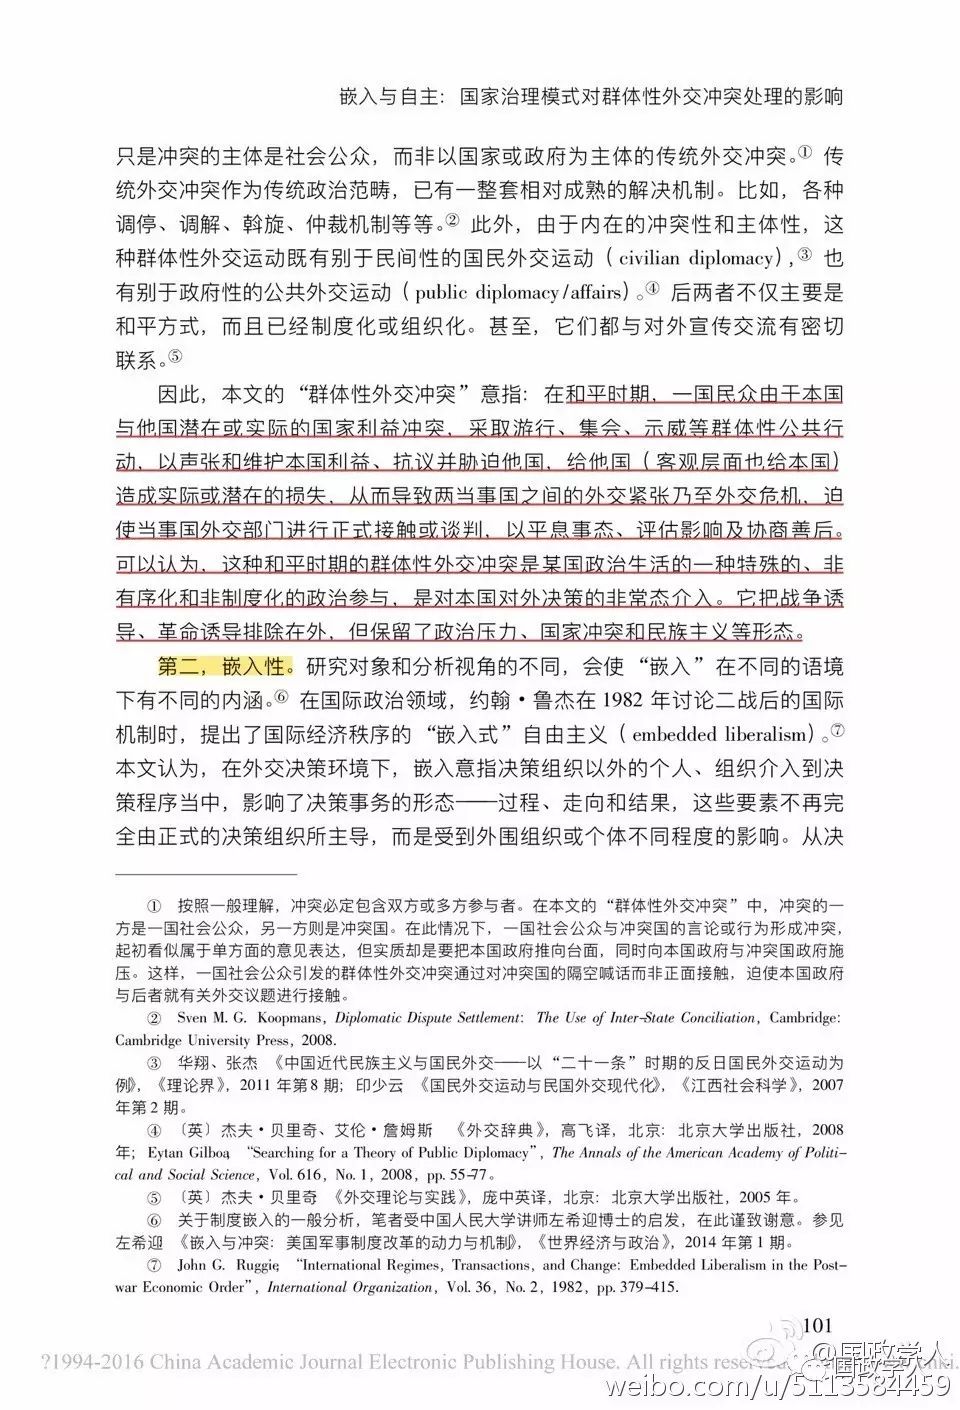 嵌入与自主：国家治理模式对群体性外交冲突处理的影响
只是冲突的主体是社会公众，而非以国家或政府为主体的传统外交冲突。① 传
统外交冲突作为传统政治范畴，已有一整套相对成熟的解决机制。比如，各种
调停、调解、斡旋、仲裁机制等等。② 此外，由于内在的冲突性和主体性，这
种群体性外交运动既有别于民间性的国民外交运动（civilian diplomacy），③ 也
有别于政府性的公共外交运动（public diplomacy/affairs）。④ 后两者不仅主要是
和平方式，而且已经制度化或组织化。甚至，它们都与对外宣传交流有密切
联系。⑤
因此，本文的“群体性外交冲突”意指：在和平时期，一国民众由于本国
与他国潜在或实际的国家利益冲突，采取游行、集会、示威等群体性公共行
动，以声张和维护本国利益、抗议并胁迫他国，给他国（客观层面也给本国）
造成实际或潜在的损失，从而导致两当事国之间的外交紧张乃至外交危机，迫
使当事国外交部门进行正式接触或谈判，以平息事态、评估影响及协商善后。
可以认为，这种和平时期的群体性外交冲突是某国政治生活的一种特殊的、非
有序化和非制度化的政治参与，是对本国对外决策的非常态介入。它把战争诱
导、革命诱导排除在外，但保留了政治压力、国家冲突和民族主义等形态。
第二，嵌入性。研究对象和分析视角的不同，会使“嵌入”在不同的语境
下有不同的内涵。⑥ 在国际政治领域，约翰·鲁杰在 1982 年讨论二战后的国际
机制时，提出了国际经济秩序的“嵌入式”自由主义（embedded liberalism）。⑦
本文认为，在外交决策环境下，嵌入意指决策组织以外的个人、组织介入到决
策程序当中，影响了决策事务的形态——过程、走向和结果，这些要素不再完
全由正式的决策组织所主导，而是受到外围组织或个体不同程度的影响。从决
① 按照一般理解，冲突必定包含双方或多方参与者。在本文的“群体性外交冲突”中，冲突的一
方是一国社会公众，另一方则是冲突国。在此情况下，一国社会公众与冲突国的言论或行为形成冲突，
起初看似属于单方面的意见表达，但实质却是要把本国政府推向台面，同时向本国政府与冲突国政府施
压。这样，一国社会公众引发的群体性外交冲突通过对冲突国的隔空喊话而非正面接触，迫使本国政府
与后者就有关外交议题进行接触。
② Sven M. G. Koopmans, Diplomatic Dispute Settlement: The Use of Inter-State Conciliation, Cambridge:
Cambridge University Press, 2008.
③ 华翔、张杰 《中国近代民族主义与国民外交——以“二十一条”时期的反日国民外交运动为
例》，《理论界》，2011 年第 8 期；印少云 《国民外交运动与民国外交现代化》，《江西社会科学》，2007
年第 2 期。
④ 〔英〕杰夫·贝里奇、艾伦·詹姆斯 《外交辞典》，高飞译，北京：北京大学出版社，2008
年；Eytan Gilboa, “Searching for a Theory of Public Diplomacy”, The Annals of the American Academy of Politi-
cal and Social Science, Vol. 616, No. 1, 2008, pp. 55-77。
⑤ 〔英〕杰夫·贝里奇 《外交理论与实践》，庞中英译，北京：北京大学出版社，2005 年。
⑥ 关于制度嵌入的一般分析，笔者受中国人民大学讲师左希迎博士的启发，在此谨致谢意。参见
左希迎 《嵌入与冲突：美国军事制度改革的动力与机制》，《世界经济与政治》，2014 年第 1 期。
⑦ John G. Ruggie, “International Regimes, Transactions, and Change: Embedded Liberalism in the Post-
war Economic Order”, International Organization, Vol. 36, No. 2, 1982, pp. 379-415.
101
?1994-2016 China Academic Journal Electronic Publishing House. All rights reserved.
@国政学人
国政学人
weibo.com/u/5113584459